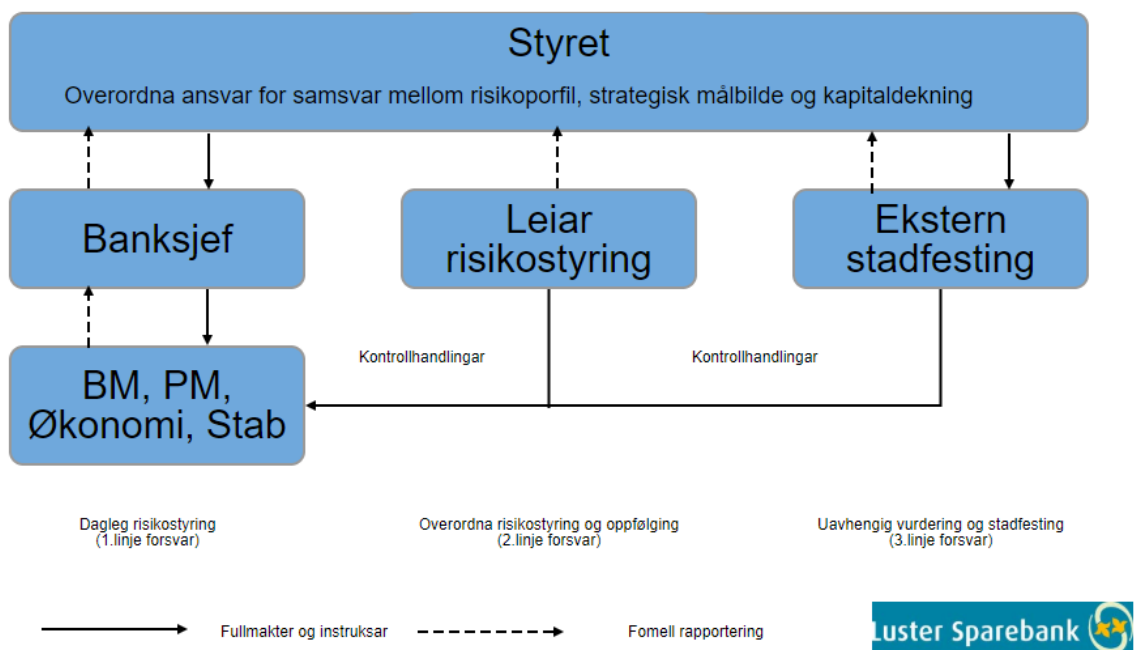 Styret
Overordna ansvar for samsvar mellom risikoporfil, strategisk målbilde og kapitaldekning
Banksjef
Leiar
risikostyring
Ekstern
stadfesting
Kontrollhandlingar
Kontrollhandlingar
BM, PM,
Økonomi, Stab
Dagleg risikostyring
(1.linje forsvar)
Overordna risikostyring og oppfølging
(2.linje forsvar)
Uavhengig vurdering og stadfesting
(3.linje forsvar)
Fullmakter og instruksar
Fomell rapportering
Luster Sparebank